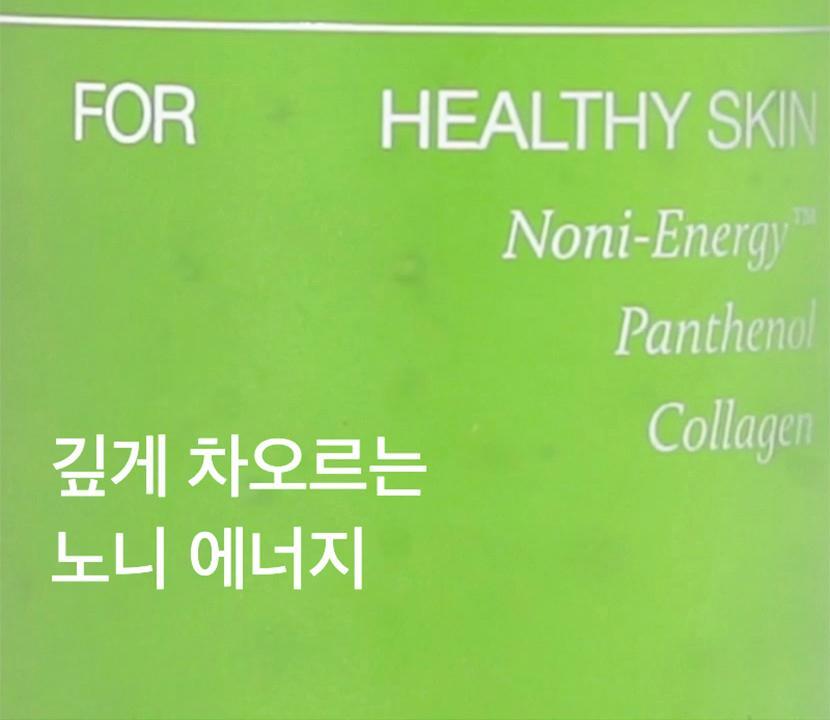 FOR HEALTHY SKIN
Noni-Energy™
Panthenol
Collagen
깊게 차오르는
노니 에너지